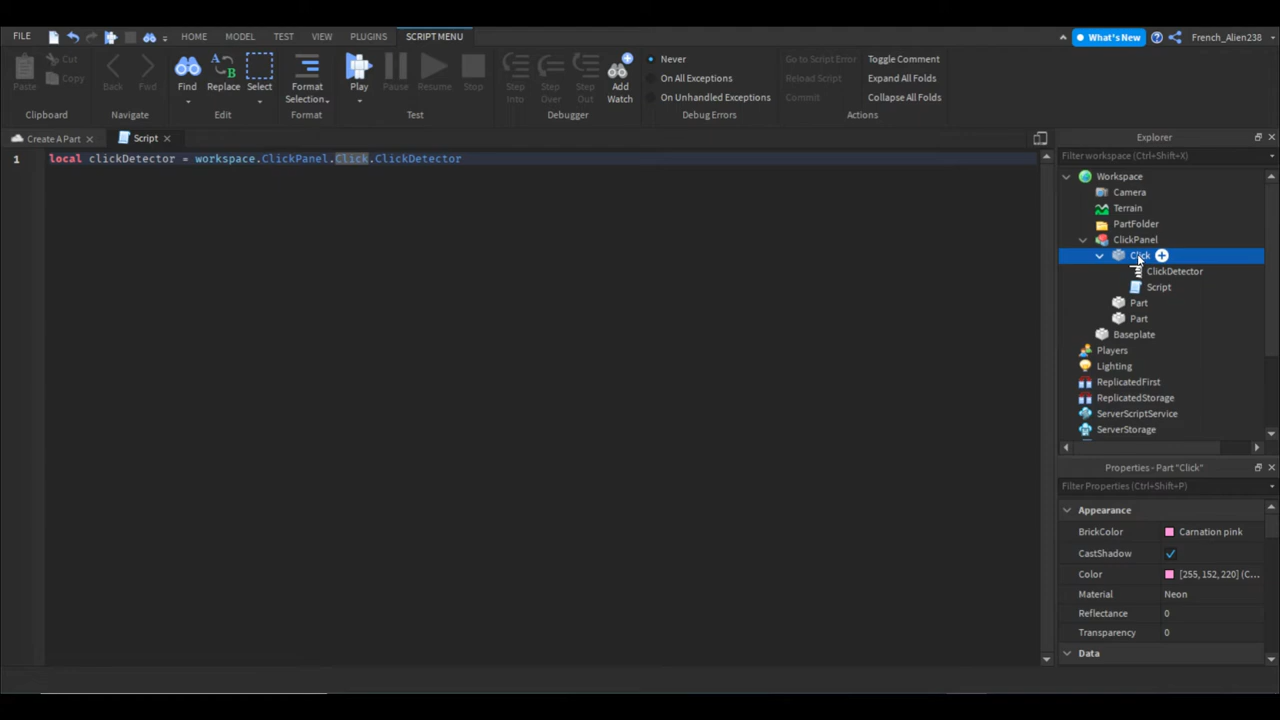 FILE HOME MODEL TEST VIEW PLUGINS SCRIPT MENU What's New French_Alien238
Paste Cut Copy Back Fwd Find Replace Select Format Selection Play Pause Resume Stop Step Into Step Over Step Out Add Watch
Never
On All Exceptions
On Unhandled Exceptions
Go to Script Error
Reload Script
Commit
Toggle Comment
Expand All Folds
Collapse All Folds
Clipboard Navigate Edit Format Test Debugger Debug Errors Actions
Create A Part Script
1 local clickDetector = workspace.ClickPanel.Click.ClickDetector
Explorer
Filter workspace (Ctrl+Shift+X)
Workspace
Camera
Terrain
PartFolder
ClickPanel
Click
ClickDetector
Script
Part
Part
Baseplate
Players
Lighting
ReplicatedFirst
ReplicatedStorage
ServerScriptService
ServerStorage
Properties - Part "Click"
Filter Properties (Ctrl+Shift+P)
Appearance
BrickColor Carnation pink
CastShadow
Color [255, 152, 220] (C...
Material Neon
Reflectance 0
Transparency 0
Data